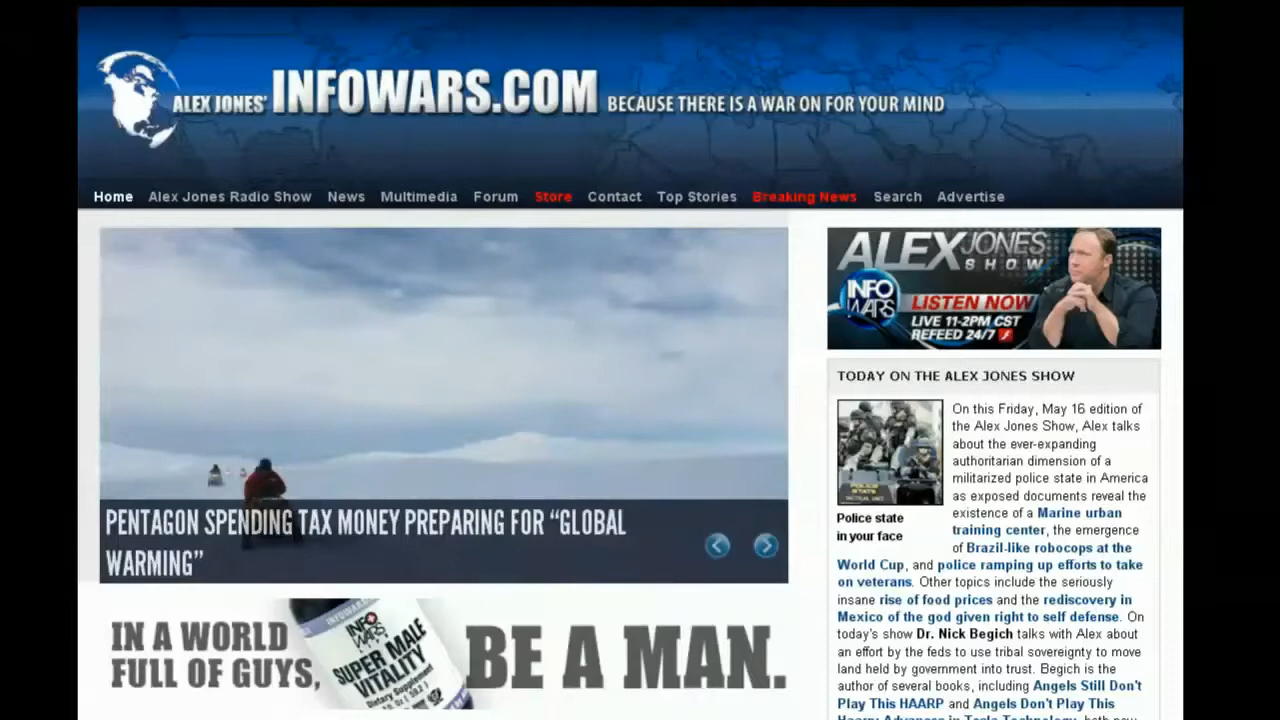 ALEX JONES' INFOWARS.COM BECAUSE THERE IS A WAR ON FOR YOUR MIND
Home Alex Jones Radio Show News Multimedia Forum Store Contact Top Stories Breaking News Search Advertise
PENTAGON SPENDING TAX MONEY PREPARING FOR “GLOBAL
WARMING”
IN A WORLD
FULL OF GUYS,
INFOWARS
INFO
WARS
SUPER MALE
VITALITY
Dietary Supplement
BE A MAN.
ALEX JONES
SHOW
INFO
WARS
LISTEN NOW
LIVE 11-2PM CST
REFEED 24/7
TODAY ON THE ALEX JONES SHOW
Police state
in your face
On this Friday, May 16 edition of
the Alex Jones Show, Alex talks
about the ever-expanding
authoritarian dimension of a
militarized police state in America
as exposed documents reveal the
existence of a Marine urban
training center, the emergence
of Brazil-like robocops at the
World Cup, and police ramping up efforts to take
on veterans. Other topics include the seriously
insane rise of food prices and the rediscovery in
Mexico of the god given right to self defense. On
today's show Dr. Nick Begich talks with Alex about
an effort by the feds to use tribal sovereignty to move
land held by government into trust. Begich is the
author of several books, including Angels Still Don't
Play This HAARP and Angels Don't Play This